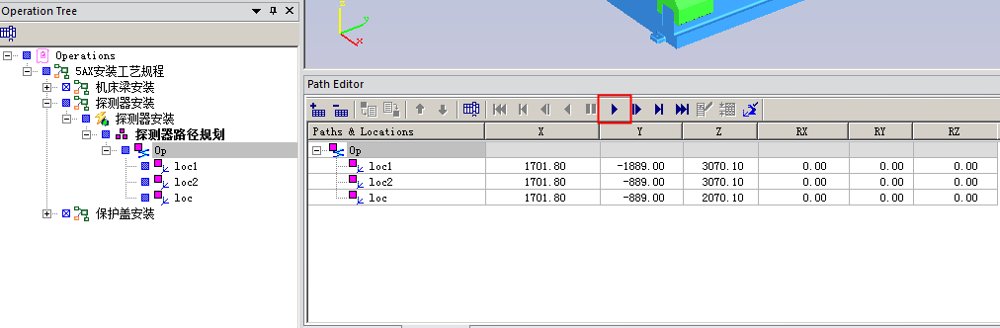 Operation Tree
Operations
5AX安装工艺规程
机床梁安装
探测器安装
探测器安装
探测器路径规划
Op
loc1
loc2
loc
保护盖安装
z
y
x
Path Editor
Paths & Locations X Y Z RX RY RZ
Op
loc1 1701.80 -1889.00 3070.10 0.00 0.00 0.00
loc2 1701.80 -889.00 3070.10 0.00 0.00 0.00
loc 1701.80 -889.00 2070.10 0.00 0.00 0.00